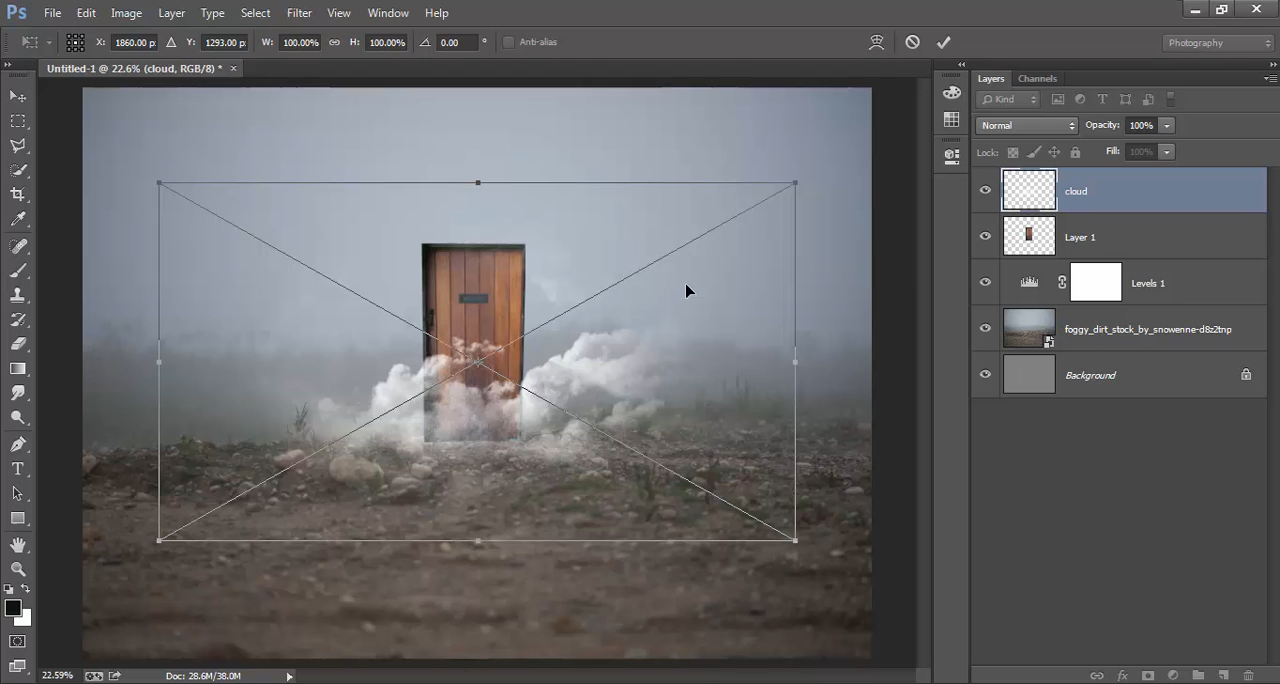 Ps File Edit Image Layer Type Select Filter View Window Help
X: 1860.00 p Y: 1293.00 p W: 100.00% H: 100.00% 0.00 ° Anti-alias Photography
Untitled-1 @ 22.6% (cloud, RGB/8) * ×
Layers Channels
Kind
Normal Opacity: 100%
Lock: Fill: 100%
cloud
Layer 1
Levels 1
foggy_dirt_stock_by_snowenne-d8z2tnp
Background
22.59% Doc: 28.6M/38.0M